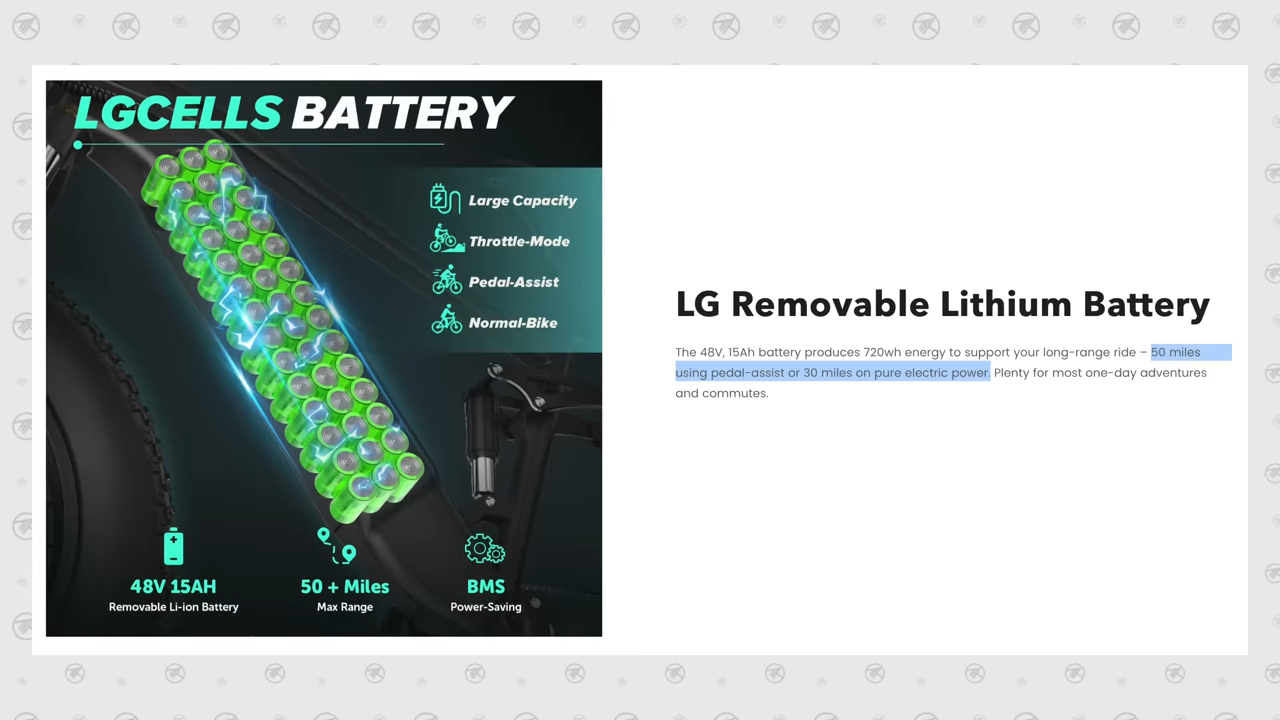 LGCELLS BATTERY
Large Capacity
Throttle-Mode
Pedal-Assist
Normal-Bike
48V 15AH
Removable Li-ion Battery
50 + Miles
Max Range
BMS
Power-Saving
LG Removable Lithium Battery
The 48V, 15Ah battery produces 720wh energy to support your long-range ride – 50 miles
using pedal-assist or 30 miles on pure electric power. Plenty for most one-day adventures
and commutes.